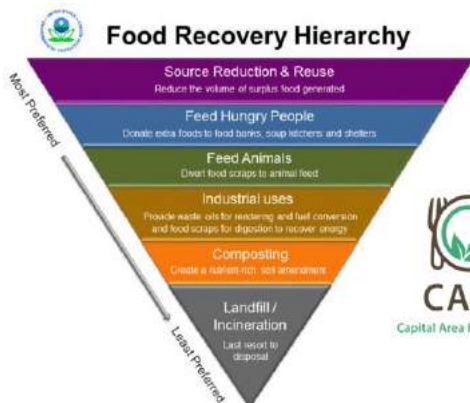 Food Recovery Hierarchy
Most Preferred
Source Reduction & Reuse
Reduce the volume of surplus food generated
Feed Hungry People
Donate extra foods to food banks, soup kitchens and shelters
Feed Animals
Divert food scraps to animal feed
Industrial uses
Provide waste oils for rendering and fuel conversion
and food scraps for digestion to recover energy
Composting
Create a nutrient-rich soil amendment
Landfill /
Incineration
Last resort to
disposal
Least Preferred
CA
Capital Area